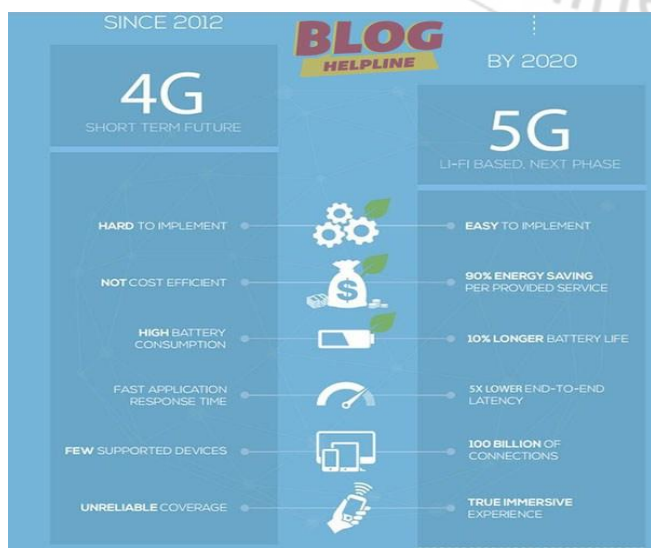 SINCE 2012
BLOG
HELPLINE
BY 2020
4G
SHORT TERM FUTURE
5G
LI-FI BASED, NEXT PHASE
HARD TO IMPLEMENT
EASY TO IMPLEMENT
NOT COST EFFICIENT
$
90% ENERGY SAVING
PER PROVIDED SERVICE
HIGH BATTERY
CONSUMPTION
10% LONGER BATTERY LIFE
FAST APPLICATION
RESPONSE TIME
5X LOWER END-TO-END
LATENCY
FEW SUPPORTED DEVICES
100 BILLION OF
CONNECTIONS
UNRELIABLE COVERAGE
TRUE IMMERSIVE
EXPERIENCE